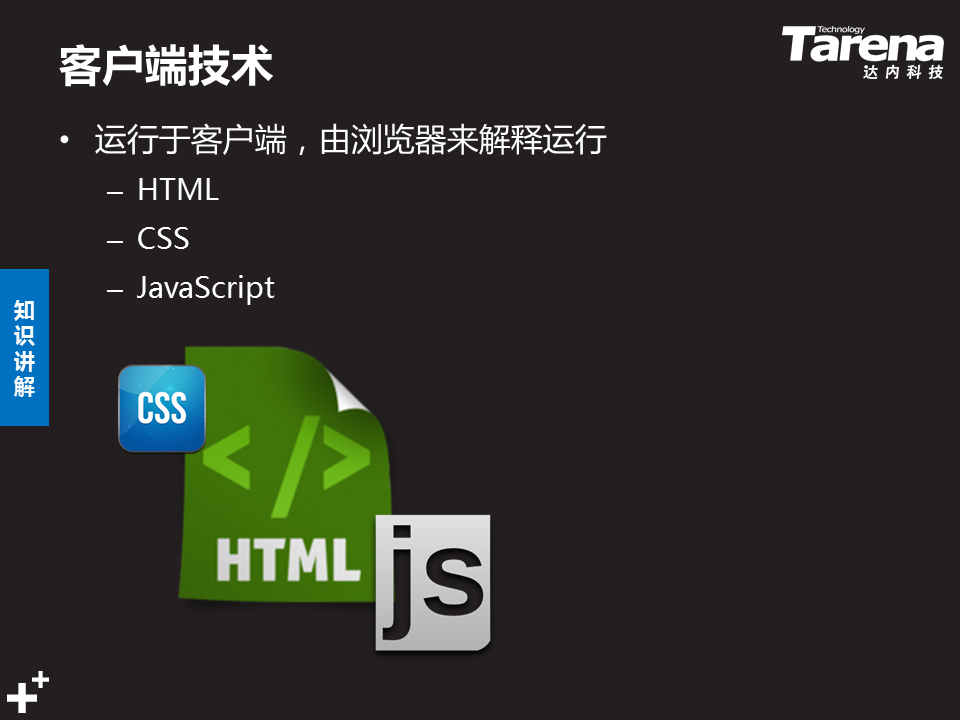 客户端技术
Technology
Tarena
达内科技
• 运行于客户端，由浏览器来解释运行
– HTML
– CSS
– JavaScript
知识讲解
CSS
</>
HTML
js